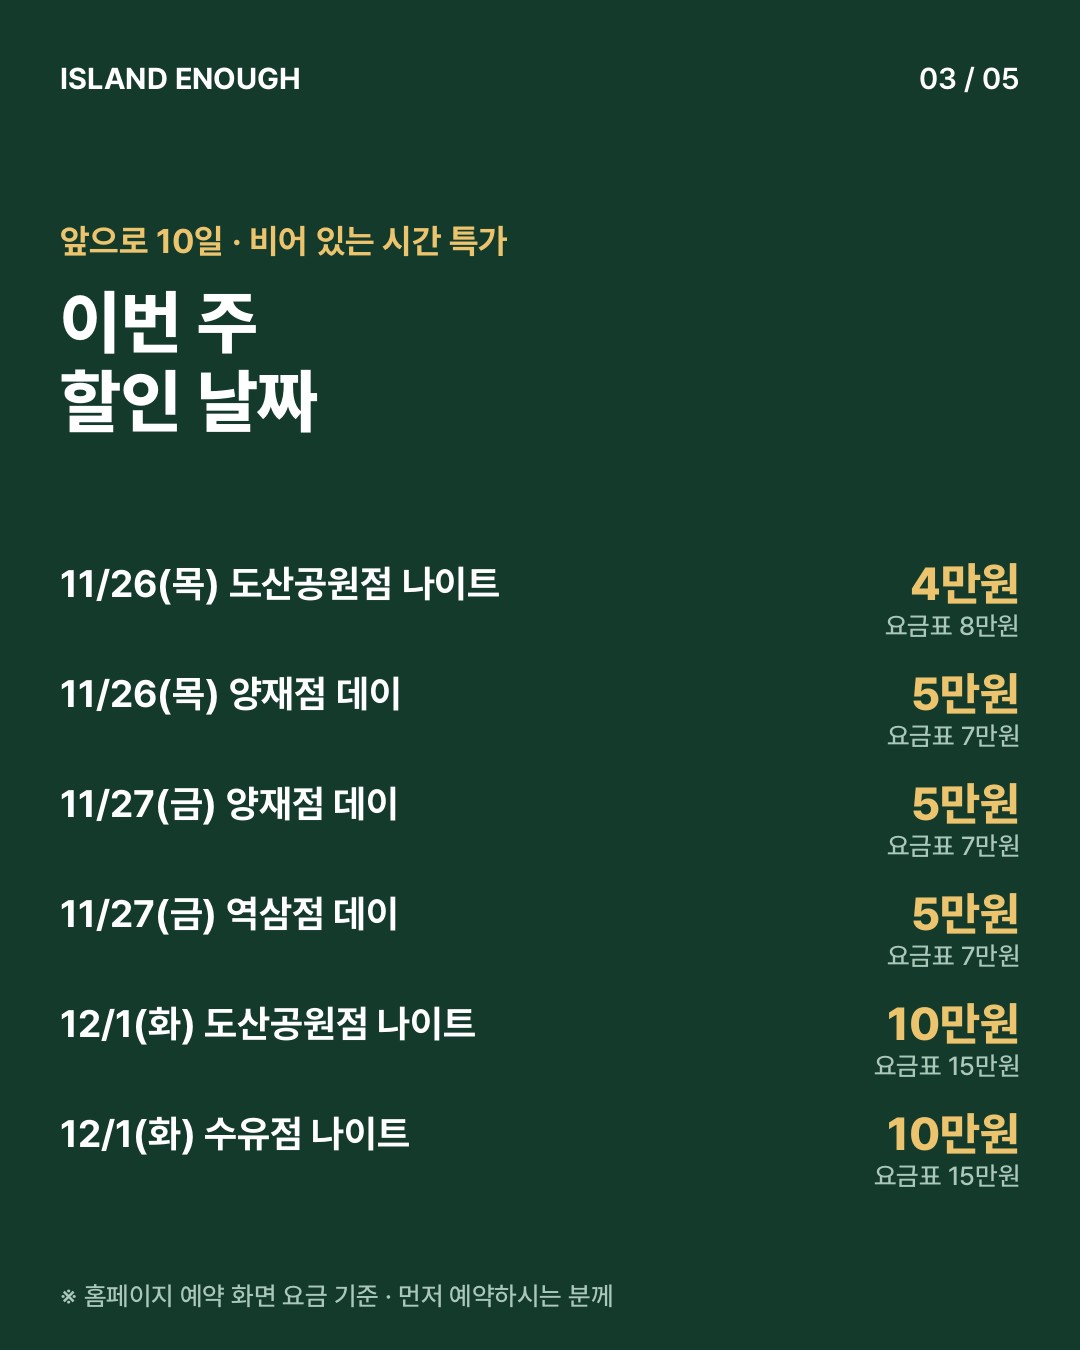 ISLAND ENOUGH
03 / 05
앞으로 10일 · 비어 있는 시간 특가
이번 주
할인 날짜
11/26(목) 도산공원점 나이트
4만원
요금표 8만원
11/26(목) 양재점 데이
5만원
요금표 7만원
11/27(금) 양재점 데이
5만원
요금표 7만원
11/27(금) 역삼점 데이
5만원
요금표 7만원
12/1(화) 도산공원점 나이트
10만원
요금표 15만원
12/1(화) 수유점 나이트
10만원
요금표 15만원
※ 홈페이지 예약 화면 요금 기준 · 먼저 예약하시는 분께